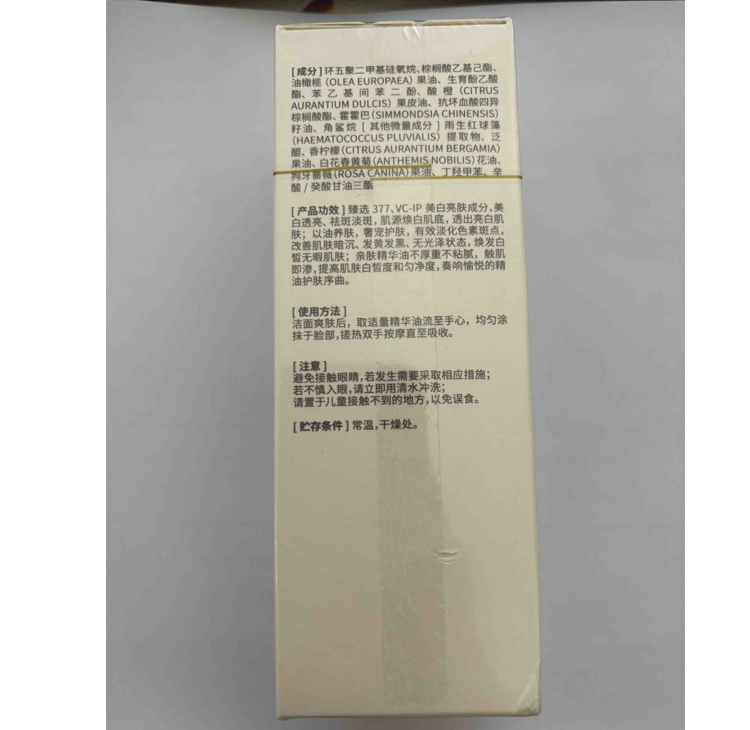 [ 成分 ] 环五聚二甲基硅氧烷、棕榈酸乙基己酯、
油橄榄（OLEA EUROPAEA）果油、生育酚乙酸
酯、苯乙基间苯二酚、酸橙（CITRUS
AURANTIUM DULCIS）果皮油、抗坏血酸四异
棕榈酸酯、霍霍巴（SIMMONDSIA CHINENSIS）
籽油、角鲨烷 [ 其他微量成分 ] 雨生红球藻
（HAEMATOCOCCUS PLUVIALIS）提取物、泛
醌、香柠檬（CITRUS AURANTIUM BERGAMIA）
果油、白花春黄菊（ANTHEMIS NOBILIS）花油、
狗牙蔷薇（ROSA CANINA）果油、丁羟甲苯、辛
酸 / 癸酸甘油三酯
[ 产品功效 ] 臻选 377、VC-IP 美白亮肤成分，美
白透亮、祛斑淡斑，肌源焕白肌底，透出亮白肌
肤；以油养肤，奢宠护肤，有效淡化色素斑点，
改善肌肤暗沉、发黄发黑、无光泽状态，焕发白
皙无暇肌肤；亲肤精华油不厚重不粘腻，触肌
即渗，提高肌肤白皙度和匀净度，奏响愉悦的精
油护肤序曲。
[ 使用方法 ]
洁面爽肤后，取适量精华油流至手心，均匀涂
抹于脸部，搓热双手按摩直至吸收。
[ 注意 ]
避免接触眼睛，若发生需要采取相应措施；
若不慎入眼，请立即用清水冲洗；
请置于儿童接触不到的地方，以免误食。
[ 贮存条件 ] 常温，干燥处。